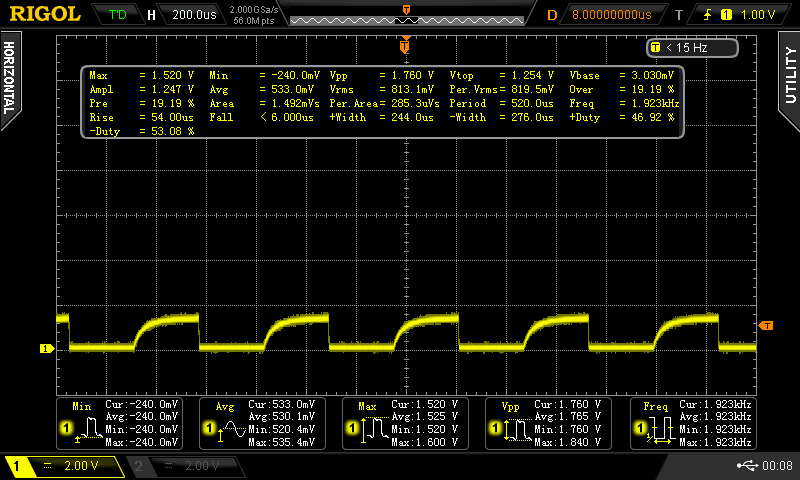 RIGOL T'D H 200.0us 2.000GSa/s 56.0M pts T D 8.00000000us T 1 1.00 V
HORIZONTAL
UTILITY
T
T < 15 Hz
Max = 1.520 V Min = -240.0mV Vpp = 1.760 V Vtop = 1.254 V Vbase = 3.030mV
Ampl = 1.247 V Avg = 533.0mV Vrms = 813.1mV Per.Vrms= 819.5mV Over = 19.19 %
Pre = 19.19 % Area = 1.492mVs Per.Area= 285.3uVs Period = 520.0us Freq = 1.923kHz
Rise = 54.00us Fall < 6.000us +Width = 244.0us -Width = 276.0us +Duty = 46.92 %
-Duty = 53.08 %
T
1
Min Cur:-240.0mV Avg Cur:533.0mV Max Cur:1.520 V Vpp Cur:1.760 V Freq Cur:1.923kHz
Avg:-240.0mV Avg:530.1mV Avg:1.525 V Avg:1.765 V Avg:1.923kHz
1 Min:-240.0mV 1 Min:520.4mV 1 Min:1.520 V 1 Min:1.760 V 1 Min:1.923kHz
Max:-240.0mV Max:535.4mV Max:1.600 V Max:1.840 V Max:1.923kHz
1 2.00 V 2 2.00 V 00:08